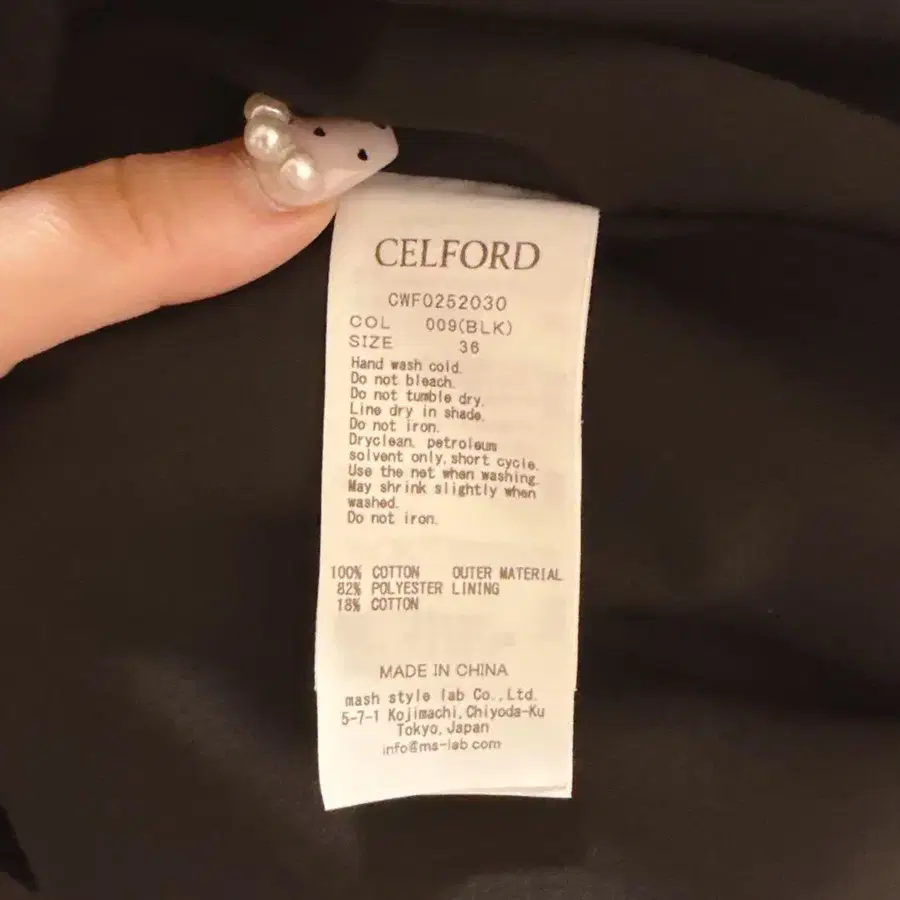 CELFORD
CWFO252030
COL 009(BLK)
SIZE 36
Hand wash cold.
Do not bleach.
Do not tumble dry.
Line dry in shade.
Do not iron.
Dryclean, petroleum
solvent only, short cycle.
Use the net when washing.
May shrink slightly when
washed.
Do not iron.
100% COTTON OUTER MATERIAL
82% POLYESTER LINING
18% COTTON
MADE IN CHINA
mash style lab Co.,Ltd.
5-7-1 Kojimachi,Chiyoda-Ku
Tokyo,Japan
info@ms-lab.com